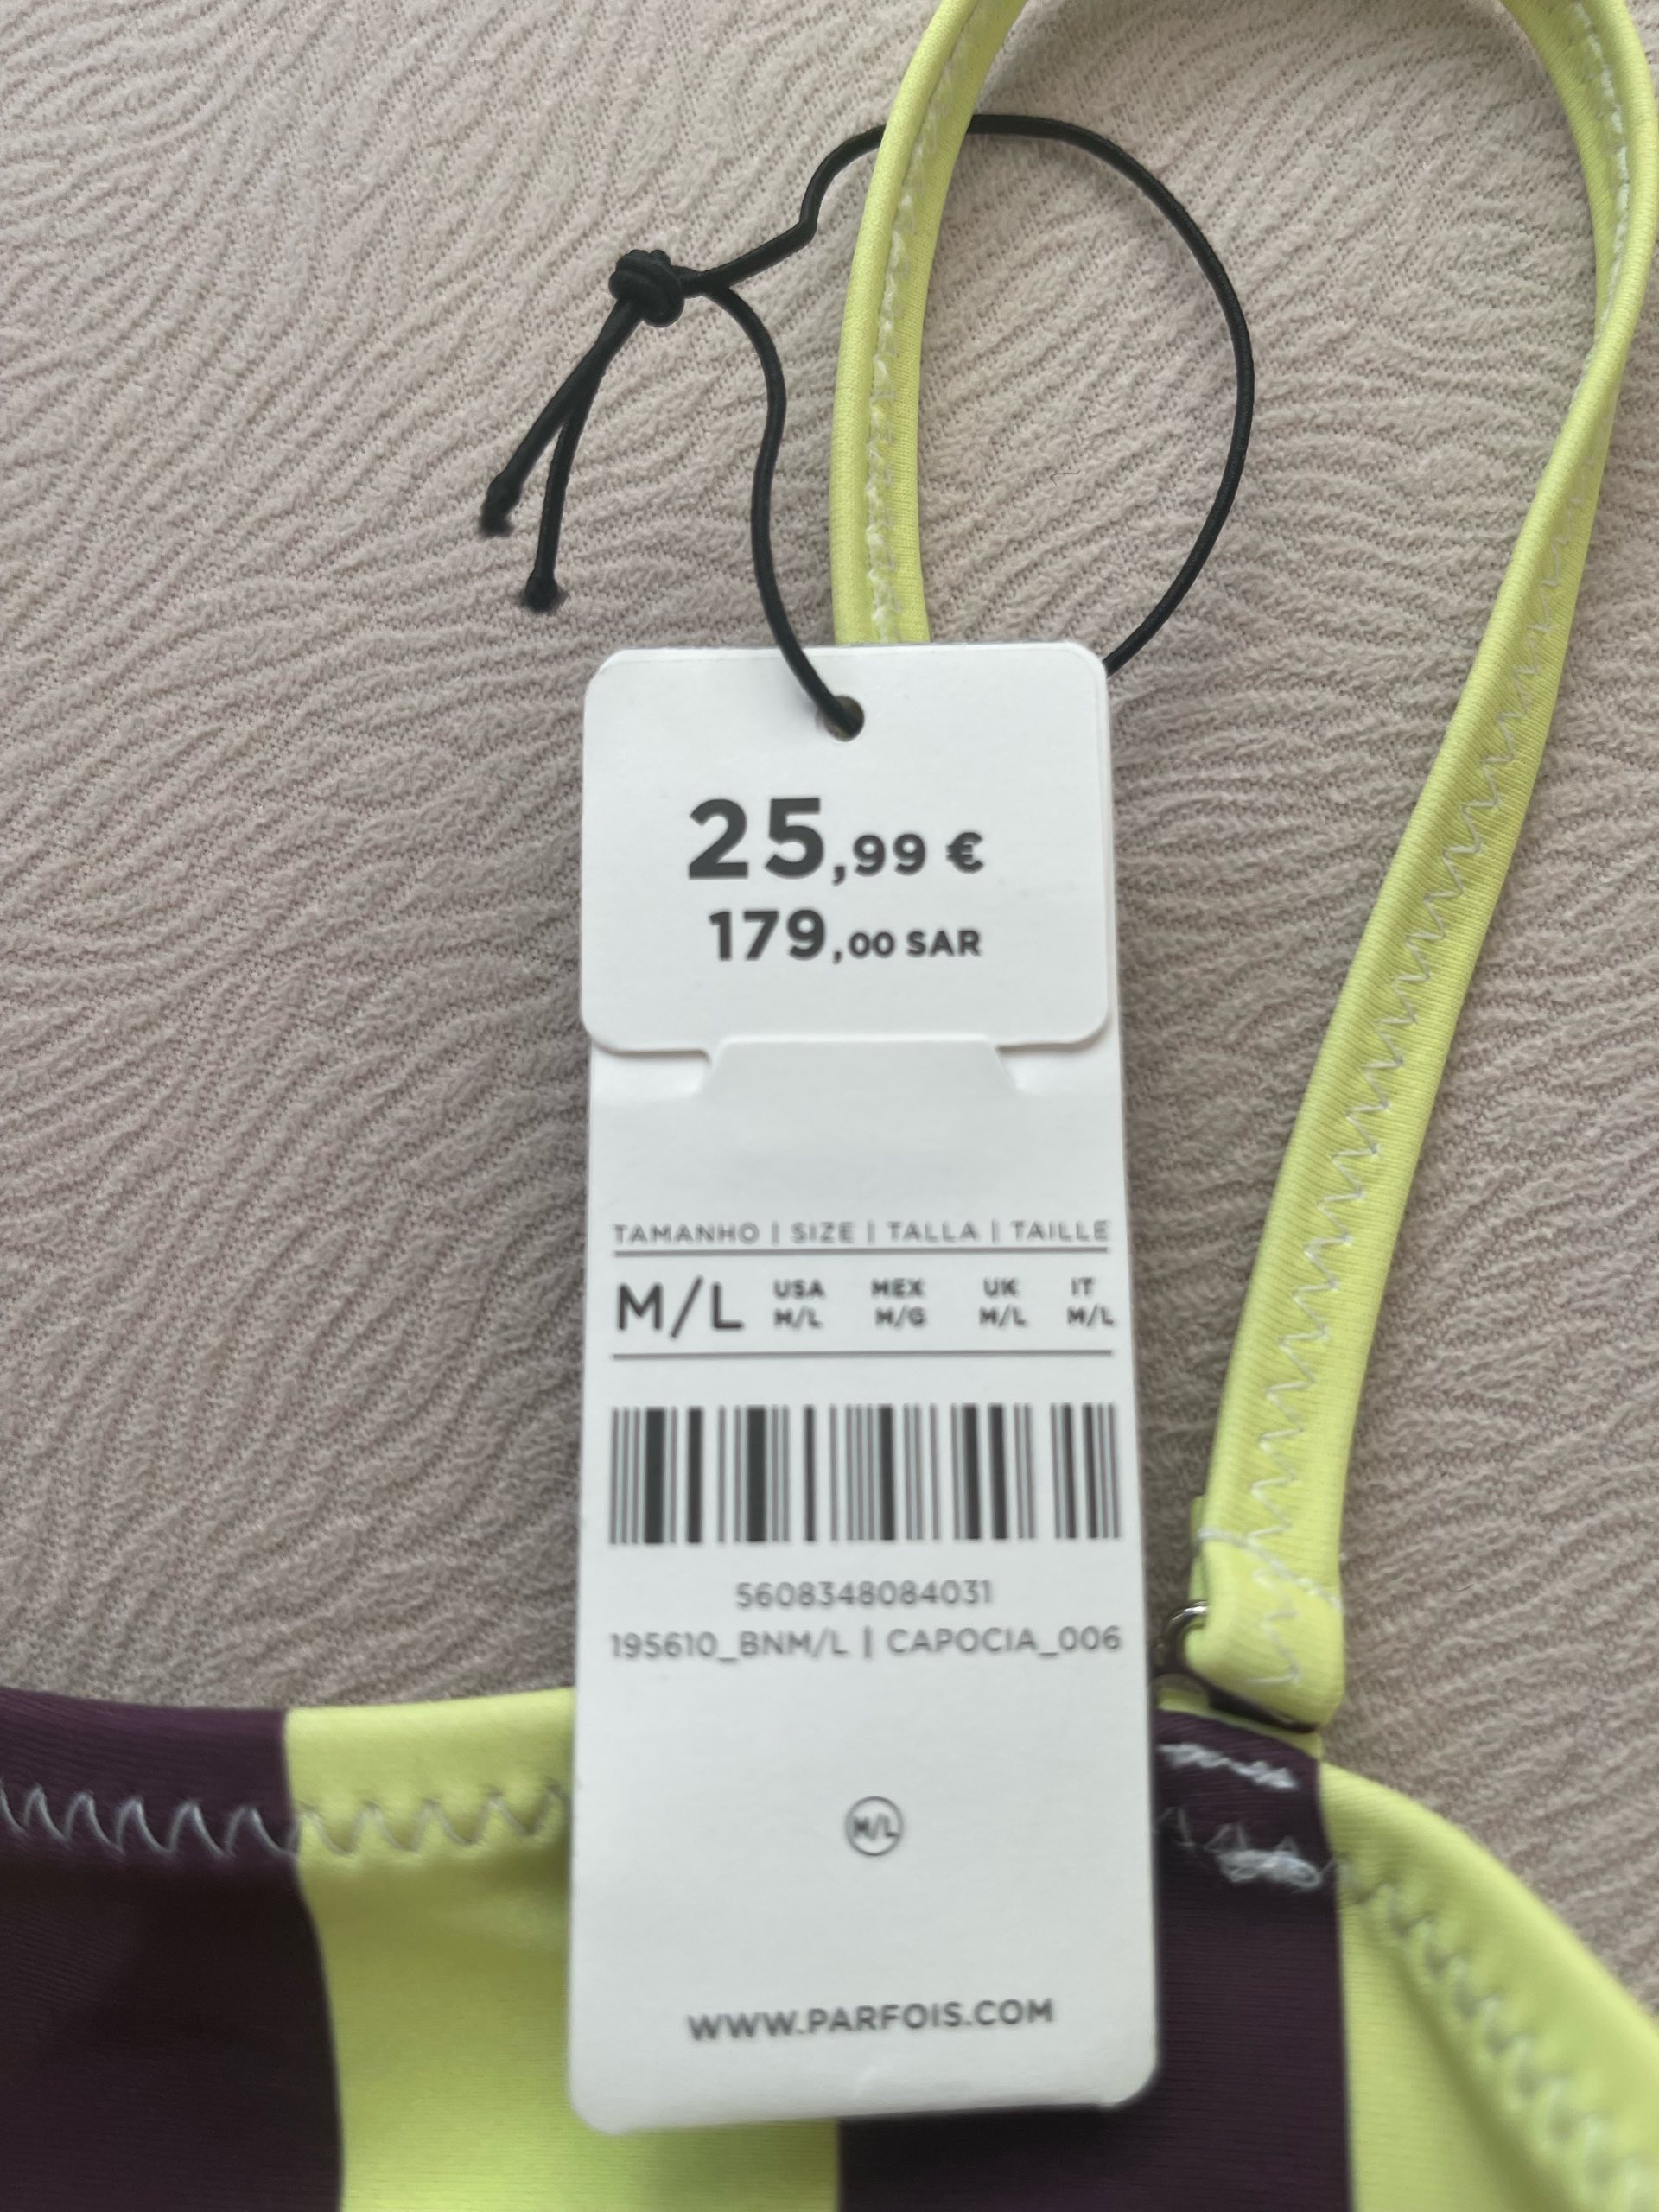 25,99 €
179,00 SAR
TAMANHO | SIZE | TALLA | TAILLE
M/L USA MEX UK IT
M/L M/G M/L M/L
5608348084031
195610_BNM/L | CAPOCIA_006
M/L
WWW.PARFOIS.COM